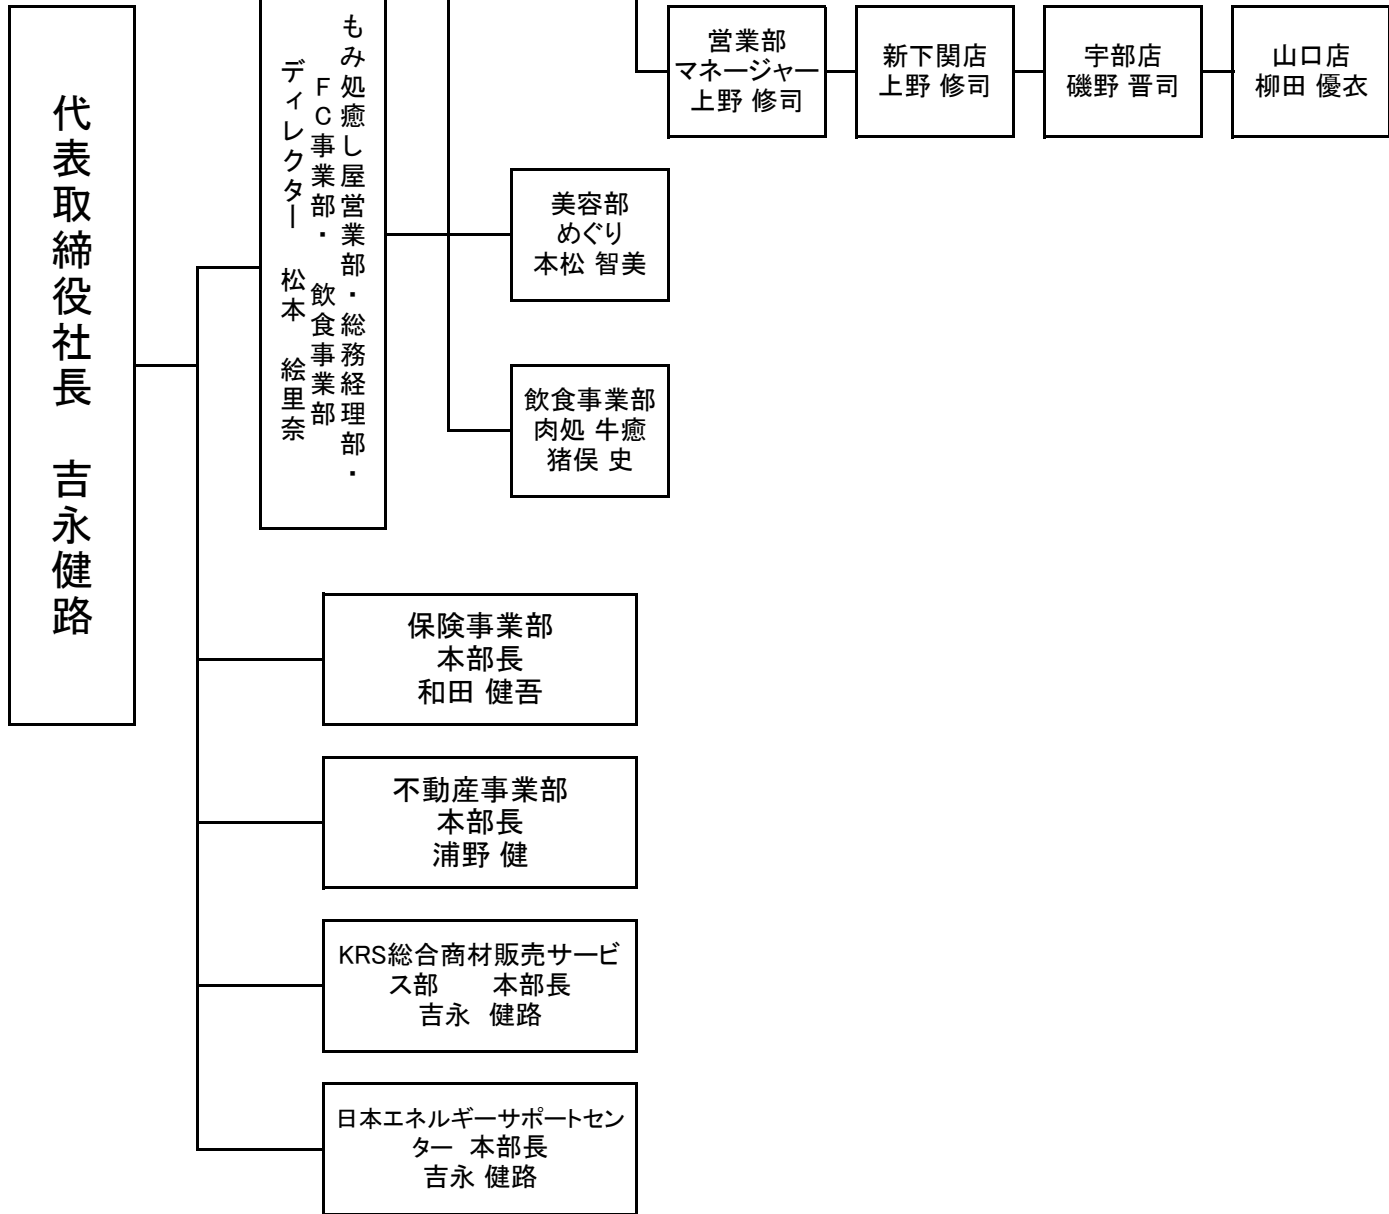 代表取締役社長　吉永健路
もみ処癒し屋営業部・総務経理部・
ＦＣ事業部・　飲食事業部
ディレクター　松本　絵里奈
営業部
マネージャー
上野 修司
新下関店
上野 修司
宇部店
磯野 晋司
山口店
柳田 優衣
美容部
めぐり
本松 智美
飲食事業部
肉処 牛癒
猪俣 史
保険事業部
本部長
和田 健吾
不動産事業部
本部長
浦野 健
KRS総合商材販売サービ
ス部　　本部長
吉永　健路
日本エネルギーサポートセン
ター　本部長
吉永 健路